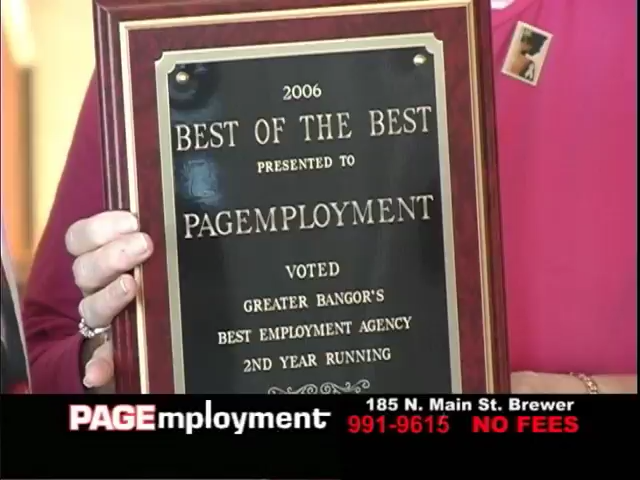 2006
BEST OF THE BEST
PRESENTED TO
PAGEMPLOYMENT
VOTED
GREATER BANGOR'S
BEST EMPLOYMENT AGENCY
2ND YEAR RUNNING
PAGEmployment
185 N. Main St. Brewer
991-9615 NO FEES